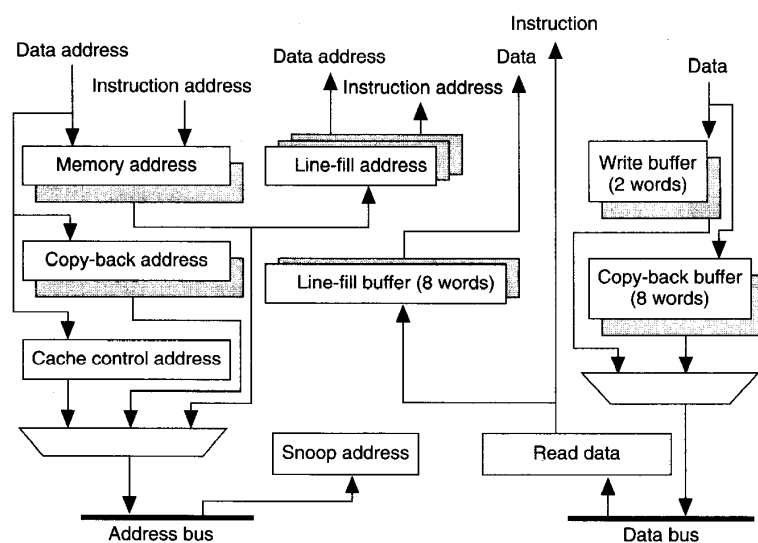 Instruction
Data address
Data address
Data
Data
Instruction address
Instruction address
Memory address
Line-fill address
Write buffer
(2 words)
Copy-back address
Line-fill buffer (8 words)
Copy-back buffer
(8 words)
Cache control address
Snoop address
Read data
Address bus
Data bus